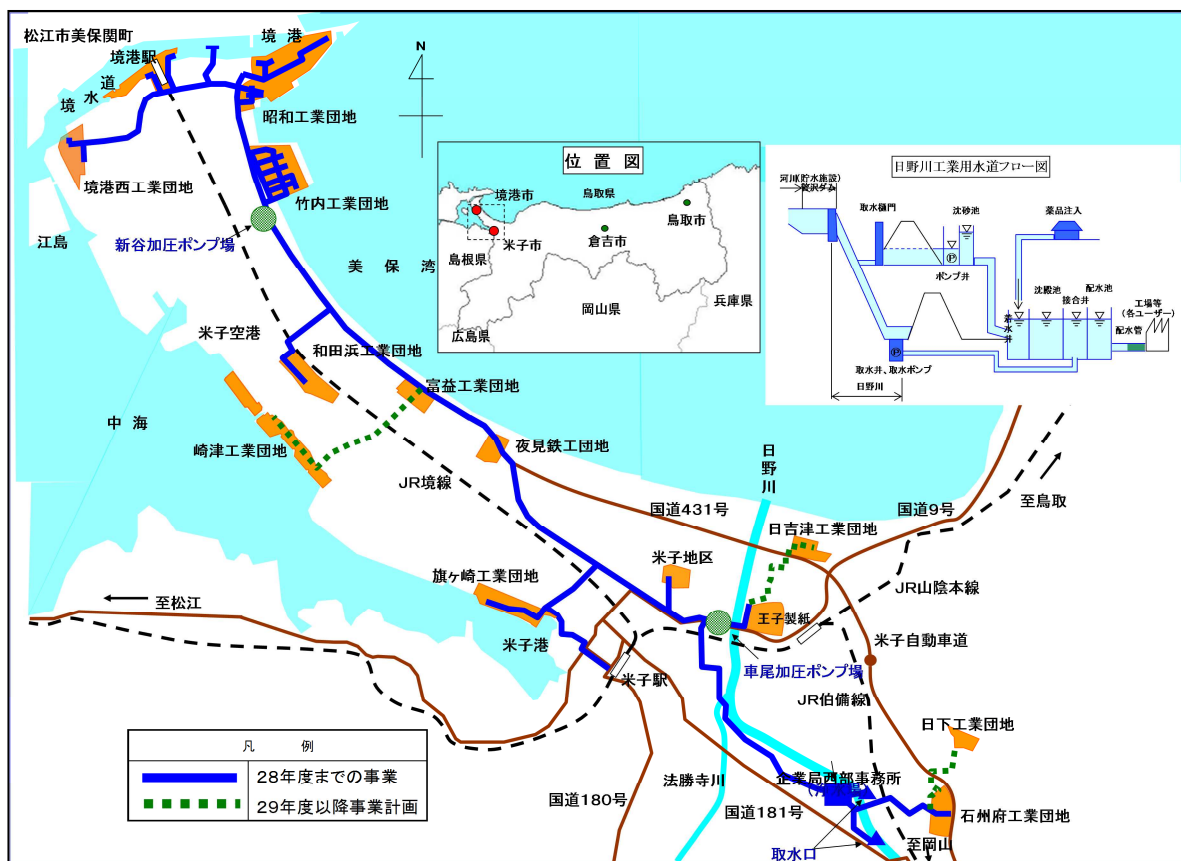 松江市美保関町
境港駅
境港
境水道
昭和工業団地
境港西工業団地
竹内工業団地
江島
新谷加圧ポンプ場
美保湾
N
位置図
鳥取県
境港市
鳥取市
米子市
倉吉市
島根県
岡山県
兵庫県
広島県
日野川工業用水道フロー図
河川(貯水施設)
賀沢ダム
取水樋門
沈砂池
薬品注入
P
ポンプ井
沈殿池
配水池
接合井
着水井
工場等
(各ユーザー)
配水管
P
取水井、取水ポンプ
日野川
米子空港
和田浜工業団地
富益工業団地
中海
崎津工業団地
夜見鉄工団地
JR境線
日野川
国道431号
国道9号
至鳥取
日吉津工業団地
米子地区
旗ヶ崎工業団地
JR山陰本線
至松江
王子製紙
米子港
米子自動車道
車尾加圧ポンプ場
米子駅
JR伯備線
日下工業団地
凡例
28年度までの事業
29年度以降事業計画
法勝寺川
企業局西部事務所
国道180号
国道181号
石州府工業団地
至岡山
取水口